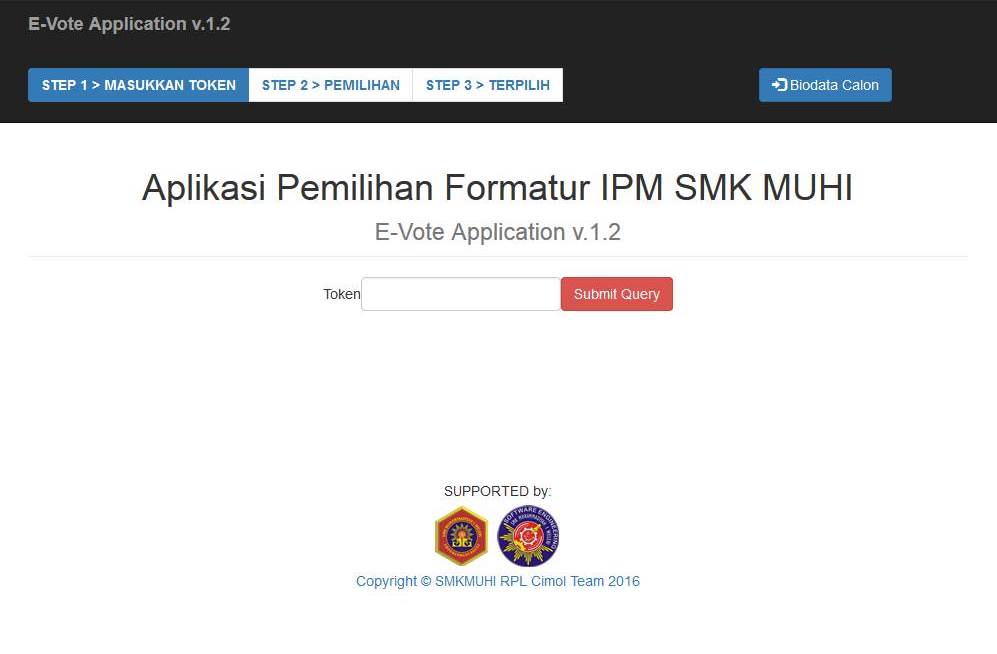 E-Vote Application v.1.2
STEP 1 > MASUKKAN TOKEN
STEP 2 > PEMILIHAN
STEP 3 > TERPILIH
Biodata Calon
Aplikasi Pemilihan Formatur IPM SMK MUHI
E-Vote Application v.1.2
Token
Submit Query
SUPPORTED by:
SOFTWARE ENGINEERING
Copyright © SMKMUHI RPL Cimol Team 2016